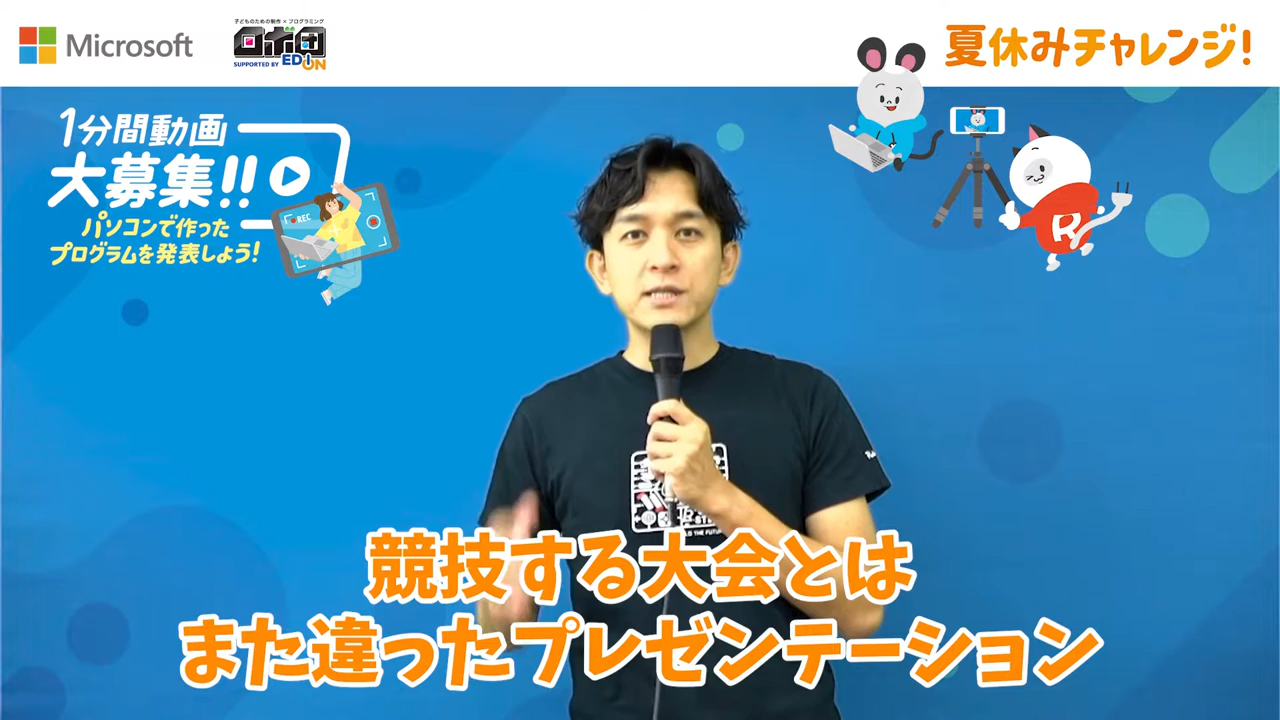 Microsoft
子どものための制作×プログラミング
ロボ団
SUPPORTED BY EDION
夏休みチャレンジ!
1分間動画
大募集!!
REC
パソコンで作った
プログラムを発表しよう!
R
競技する大会とは
また違ったプレゼンテーション